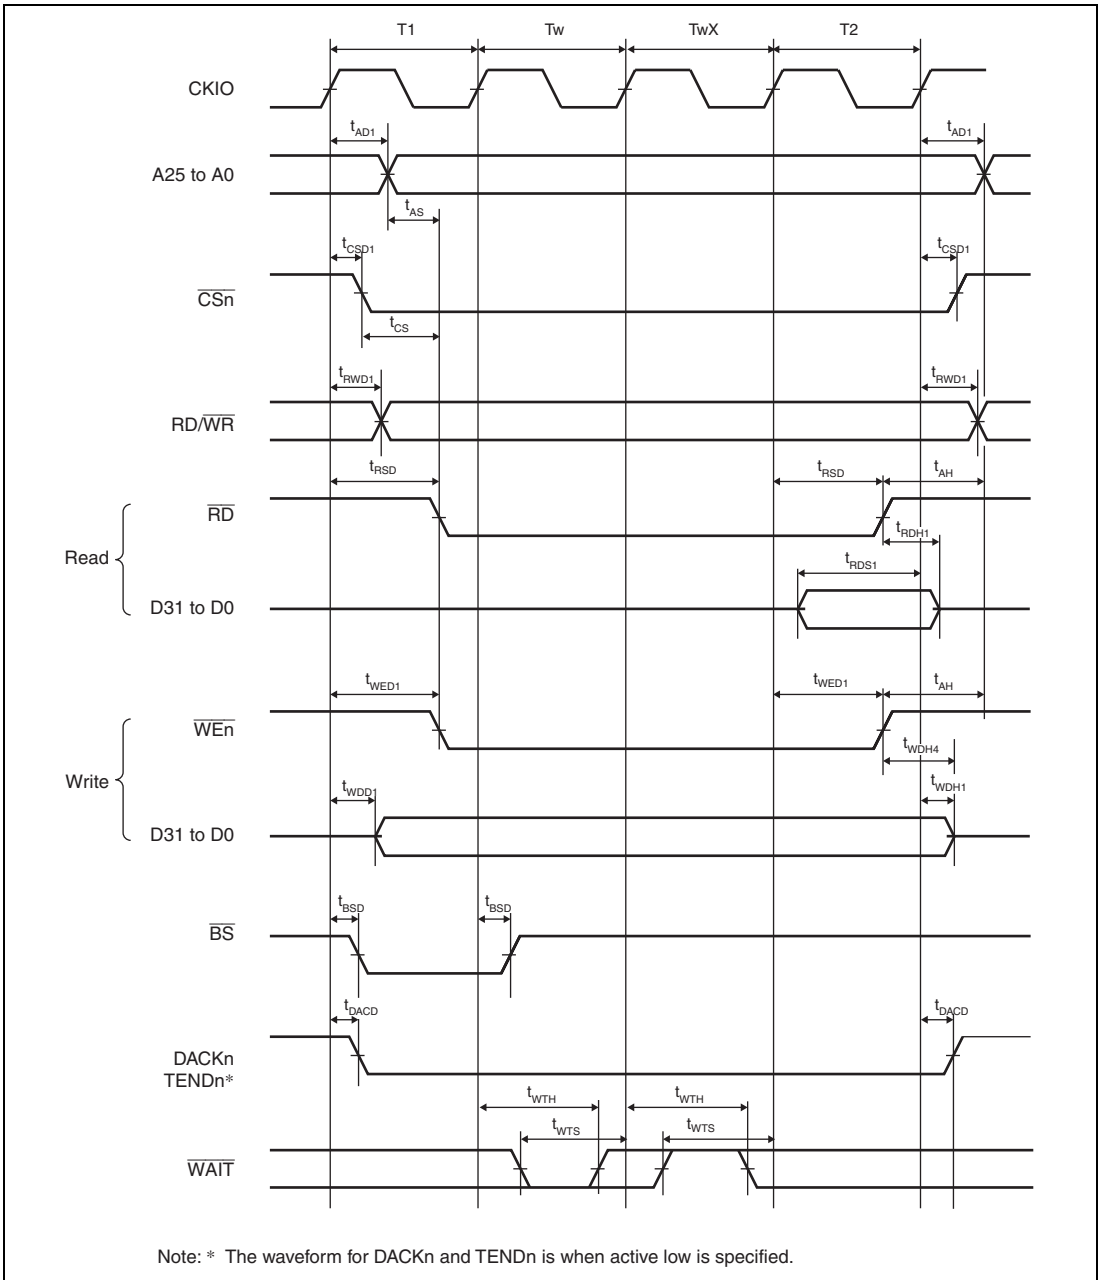 T1 Tw TwX T2
CKIO
tAD1 tAD1
A25 to A0
tAS
tCSD1 tCSD1
CSn
tCS
tRWD1 tRWD1
RD/WR
tRSD tRSD tAH
RD
tRDH1
Read
tRDS1
D31 to D0
tWED1 tWED1 tAH
WEn
tWDH4
Write
tWDD1 tWDH1
D31 to D0
tBSD tBSD
BS
tDACD tDACD
DACKn
TENDn*
tWTH tWTH
tWTS tWTS
WAIT
Note: * The waveform for DACKn and TENDn is when active low is specified.